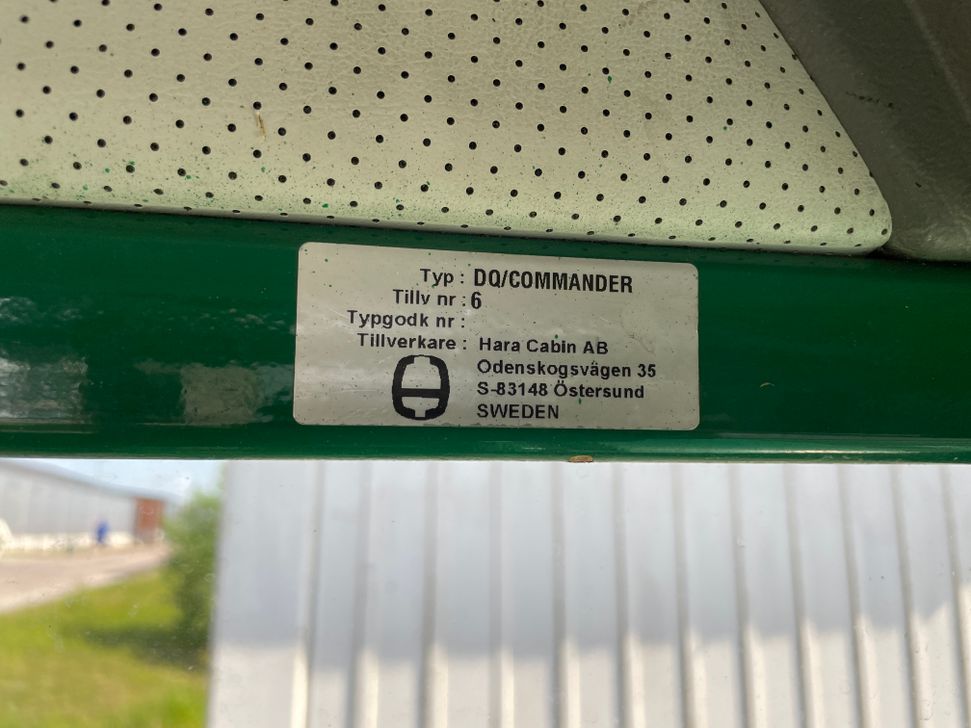 Typ : DQ/COMMANDER
Tillv nr : 6
Typgodk nr :
Tillverkare : Hara Cabin AB
Odenskogsvägen 35
S-83148 Östersund
SWEDEN